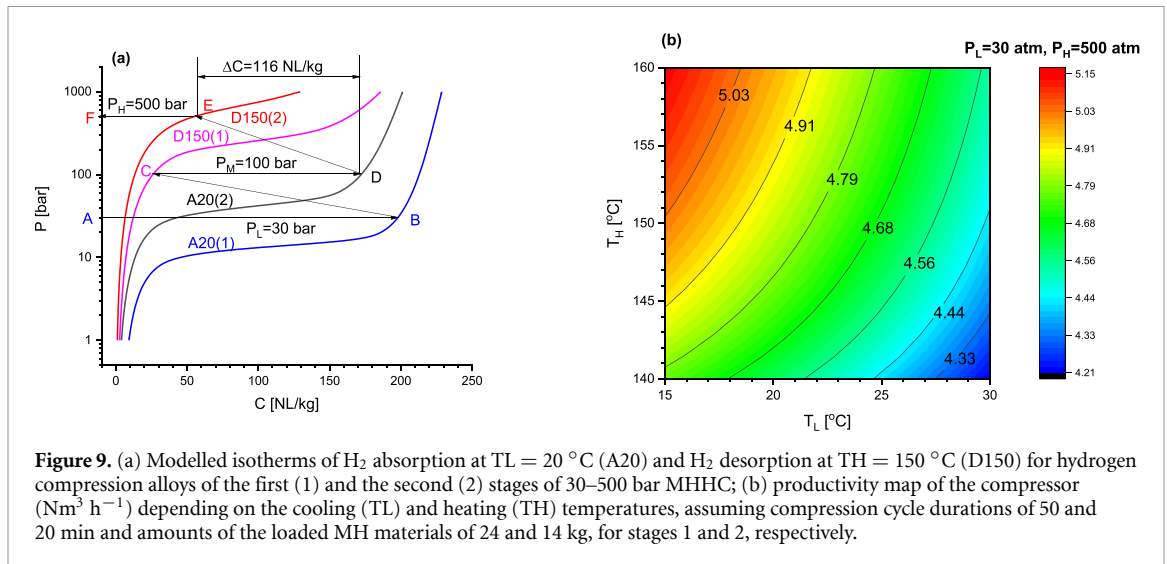 (a)
ΔC=116 NL/kg
1000
F
P_H=500 bar
E
D150(2)
D150(1)
C
P_M=100 bar
D
100
A20(2)
A
P_L=30 bar
B
A20(1)
10
1
P [bar]
0 50 100 150 200 250
C [NL/kg]
(b)
P_L=30 atm, P_H=500 atm
160
155
150
145
140
T_H [°C]
5.03
4.91
4.79
4.68
4.56
4.44
4.33
15 20 25 30
T_L [°C]
5.15
5.03
4.91
4.79
4.68
4.56
4.44
4.33
4.21
Figure 9. (a) Modelled isotherms of H₂ absorption at TL = 20 °C (A20) and H₂ desorption at TH = 150 °C (D150) for hydrogen
compression alloys of the first (1) and the second (2) stages of 30–500 bar MHHC; (b) productivity map of the compressor
(Nm³ h⁻¹) depending on the cooling (TL) and heating (TH) temperatures, assuming compression cycle durations of 50 and
20 min and amounts of the loaded MH materials of 24 and 14 kg, for stages 1 and 2, respectively.